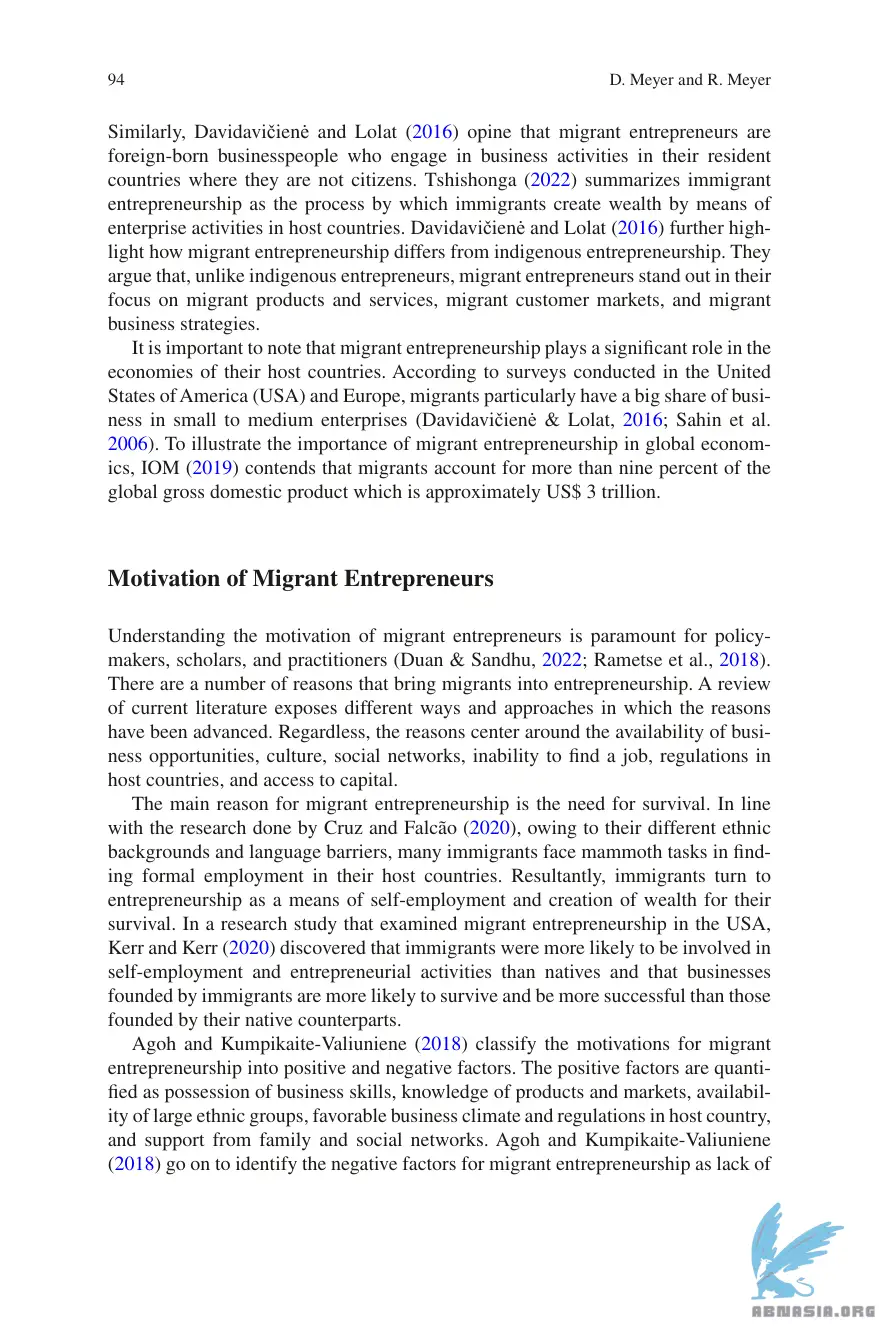 94
D. Meyer and R. Meyer
Similarly, Davidavičienė and Lolat (2016) opine that migrant entrepreneurs are
foreign-born businesspeople who engage in business activities in their resident
countries where they are not citizens. Tshishonga (2022) summarizes immigrant
entrepreneurship as the process by which immigrants create wealth by means of
enterprise activities in host countries. Davidavičienė and Lolat (2016) further high-
light how migrant entrepreneurship differs from indigenous entrepreneurship. They
argue that, unlike indigenous entrepreneurs, migrant entrepreneurs stand out in their
focus on migrant products and services, migrant customer markets, and migrant
business strategies.
It is important to note that migrant entrepreneurship plays a significant role in the
economies of their host countries. According to surveys conducted in the United
States of America (USA) and Europe, migrants particularly have a big share of busi-
ness in small to medium enterprises (Davidavičienė & Lolat, 2016; Sahin et al.
2006). To illustrate the importance of migrant entrepreneurship in global econom-
ics, IOM (2019) contends that migrants account for more than nine percent of the
global gross domestic product which is approximately US$ 3 trillion.
Motivation of Migrant Entrepreneurs
Understanding the motivation of migrant entrepreneurs is paramount for policy-
makers, scholars, and practitioners (Duan & Sandhu, 2022; Rametse et al., 2018).
There are a number of reasons that bring migrants into entrepreneurship. A review
of current literature exposes different ways and approaches in which the reasons
have been advanced. Regardless, the reasons center around the availability of busi-
ness opportunities, culture, social networks, inability to find a job, regulations in
host countries, and access to capital.
The main reason for migrant entrepreneurship is the need for survival. In line
with the research done by Cruz and Falcão (2020), owing to their different ethnic
backgrounds and language barriers, many immigrants face mammoth tasks in find-
ing formal employment in their host countries. Resultantly, immigrants turn to
entrepreneurship as a means of self-employment and creation of wealth for their
survival. In a research study that examined migrant entrepreneurship in the USA,
Kerr and Kerr (2020) discovered that immigrants were more likely to be involved in
self-employment and entrepreneurial activities than natives and that businesses
founded by immigrants are more likely to survive and be more successful than those
founded by their native counterparts.
Agoh and Kumpikaite-Valiuniene (2018) classify the motivations for migrant
entrepreneurship into positive and negative factors. The positive factors are quanti-
fied as possession of business skills, knowledge of products and markets, availabil-
ity of large ethnic groups, favorable business climate and regulations in host country,
and support from family and social networks. Agoh and Kumpikaite-Valiuniene
(2018) go on to identify the negative factors for migrant entrepreneurship as lack of
ABNASIA.ORG